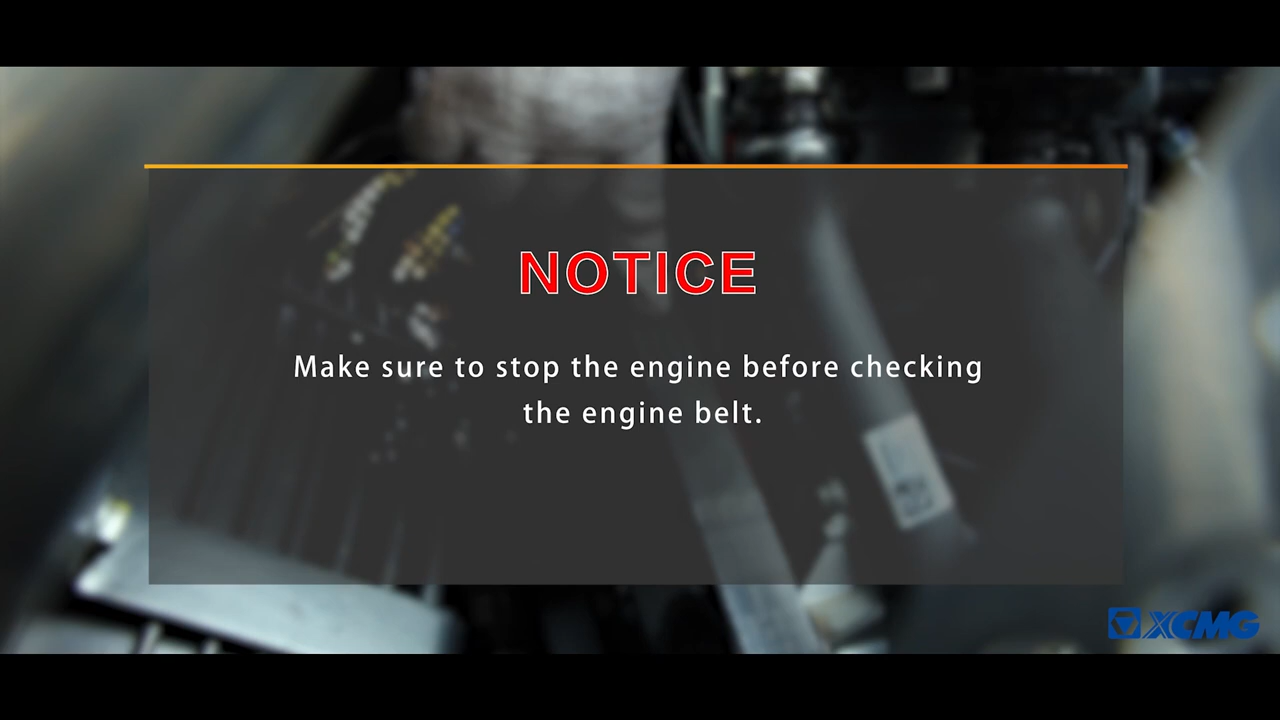 NOTICE
Make sure to stop the engine before checking
the engine belt.
XCMG